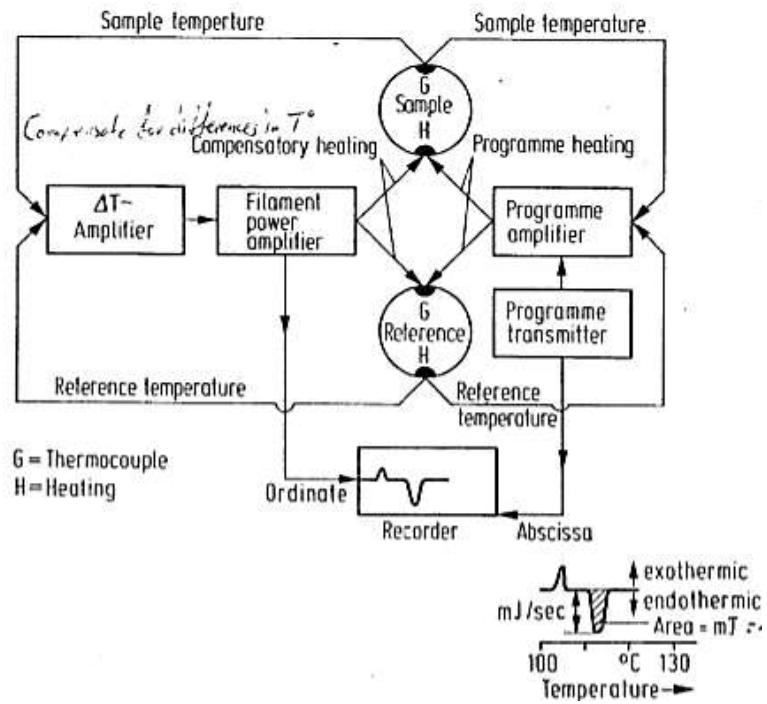 Sample temperture
Sample temperature
G
Sample
H
Compensate for differences in T°
Compensatory heating
Programme heating
ΔT-
Amplifier
Filament
power
amplifier
Programme
amplifier
G
Reference
H
Programme
transmitter
Reference temperature
Reference
temperature
G = Thermocouple
H = Heating
Ordinate
Recorder
Abscissa
exothermic
endothermic
mJ/sec
Area = mJ =
100 °C 130
Temperature